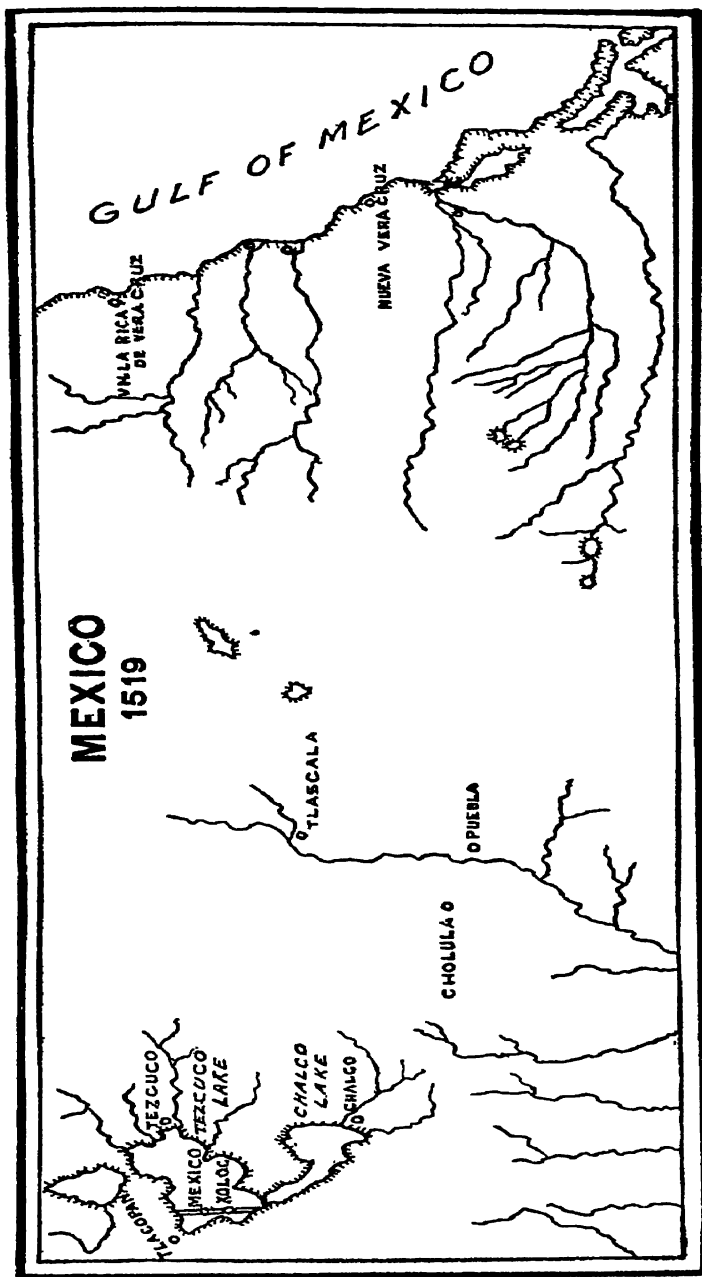 MEXICO
1519
GULF OF MEXICO
VILLA RICA
DE VERA CRUZ
NUEVA VERA CRUZ
TLASCALA
PUEBLA
CHOLULA
TEZCUCO
TEZCUCO
LAKE
CHALCO
LAKE
CHALCO
MEXICO
XOLOC
TLACOPAN